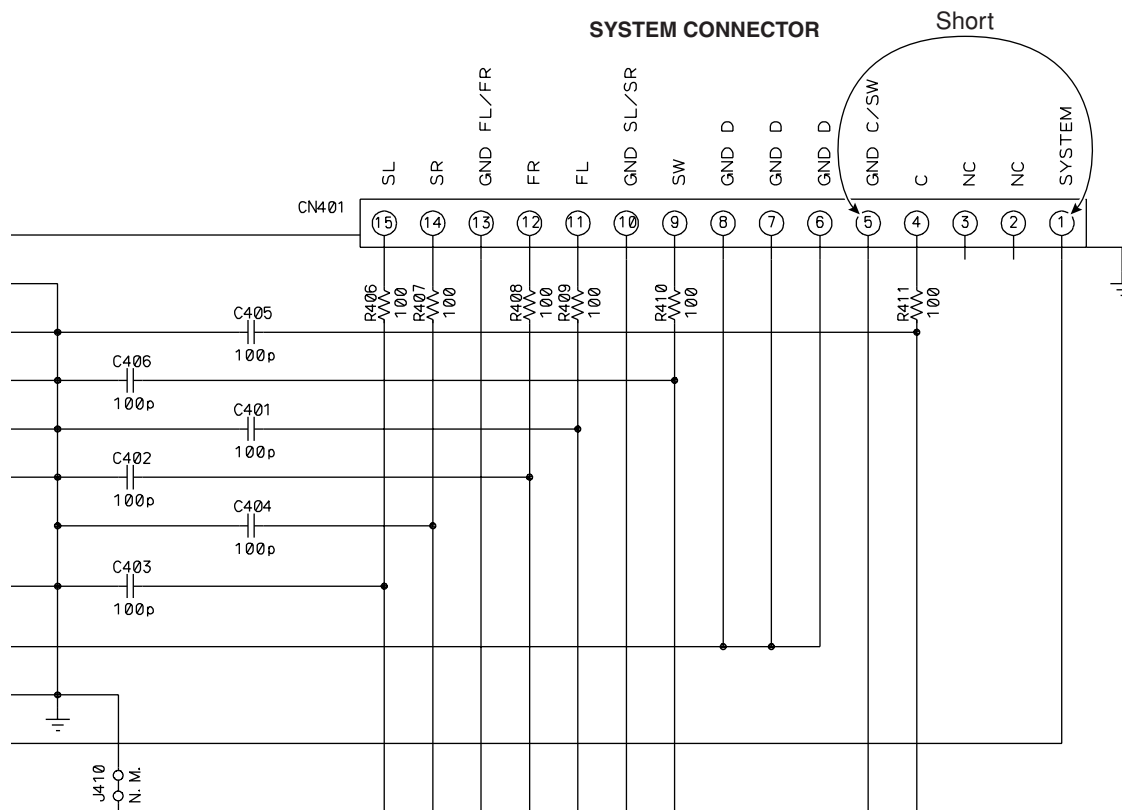 SYSTEM CONNECTOR
Short
SL
SR
GND FL/FR
FR
FL
GND SL/SR
SW
GND D
GND D
GND D
GND C/SW
C
NC
NC
SYSTEM
CN401
15
14
13
12
11
10
9
8
7
6
5
4
3
2
1
R406
100
R407
100
R408
100
R409
100
R410
100
R411
100
C405
100p
C406
100p
C401
100p
C402
100p
C404
100p
C403
100p
J410
N. M.